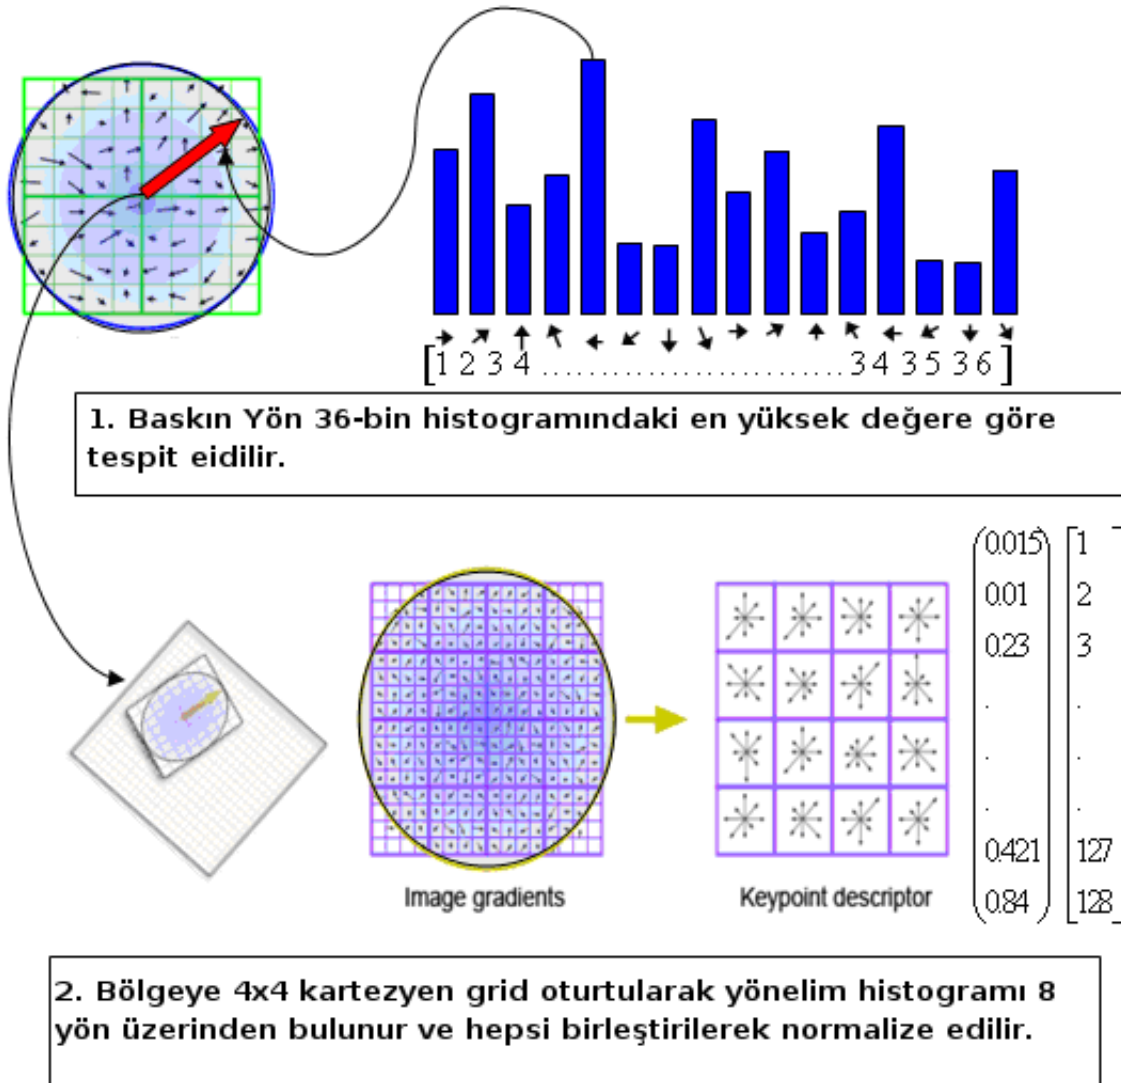 [1 2 3 4 ......................... 34 35 36]
1. Baskın Yön 36-bin histogramındaki en yüksek değere göre
tespit eidilir.
0.015 1
0.01 2
0.23 3
. .
. .
. .
0.421 127
0.84 128
Image gradients
Keypoint descriptor
2. Bölgeye 4x4 kartezyen grid oturtularak yönelim histogramı 8
yön üzerinden bulunur ve hepsi birleştirilerek normalize edilir.